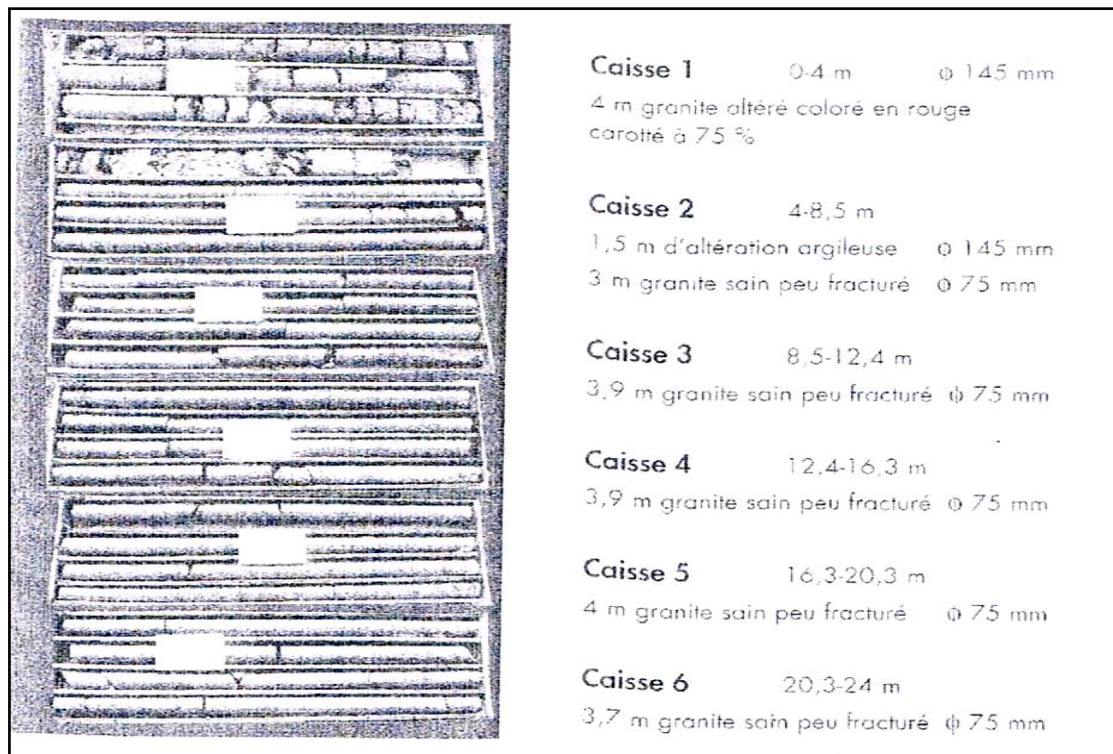 Caisse 1 0-4 m ϕ 145 mm
4 m granite altéré coloré en rouge
carotté à 75 %
Caisse 2 4-8,5 m
1,5 m d'altération argileuse ϕ 145 mm
3 m granite sain peu fracturé ϕ 75 mm
Caisse 3 8,5-12,4 m
3,9 m granite sain peu fracturé ϕ 75 mm
Caisse 4 12,4-16,3 m
3,9 m granite sain peu fracturé ϕ 75 mm
Caisse 5 16,3-20,3 m
4 m granite sain peu fracturé ϕ 75 mm
Caisse 6 20,3-24 m
3,7 m granite sain peu fracturé ϕ 75 mm